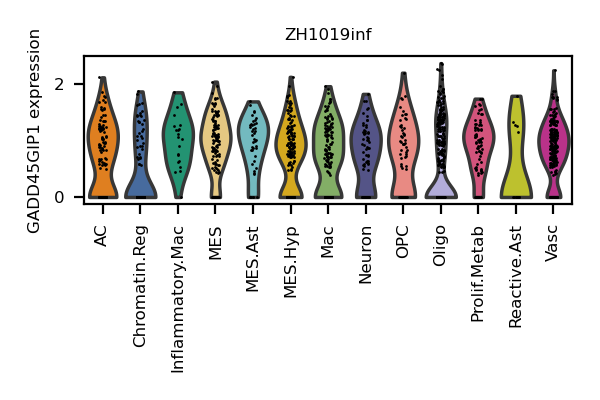 ZH1019inf
GADD45GIP1 expression
2
0
AC
Chromatin.Reg
Inflammatory.Mac
MES
MES.Ast
MES.Hyp
Mac
Neuron
OPC
Oligo
Prolif.Metab
Reactive.Ast
Vasc